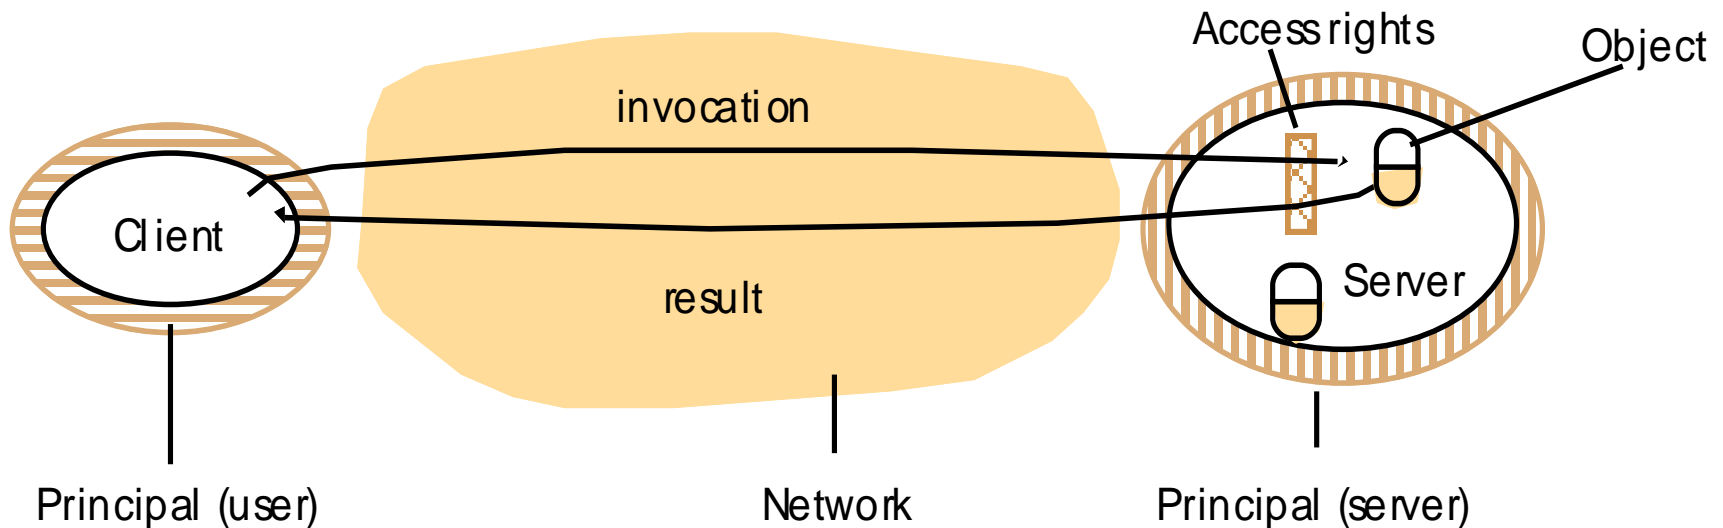 Access rights
Object
invocation
Client
result
Server
Principal (user)
Network
Principal (server)